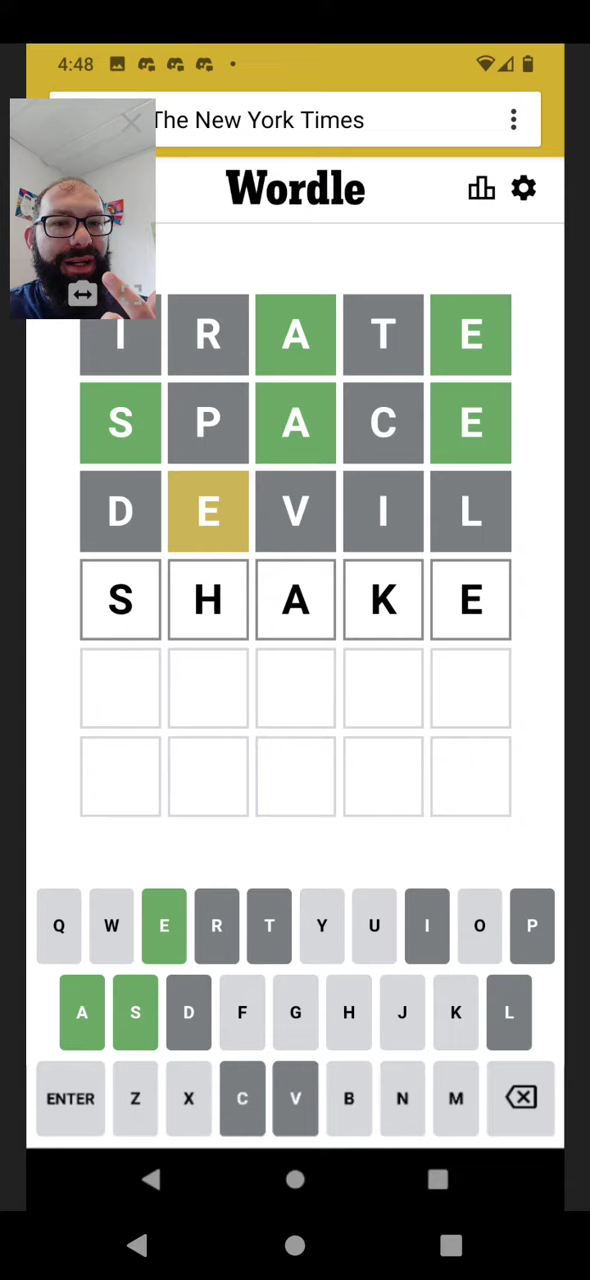 4:48
The New York Times
Wordle
I R A T E
S P A C E
D E V I L
S H A K E
Q W E R T Y U I O P
A S D F G H J K L
ENTER Z X C V B N M